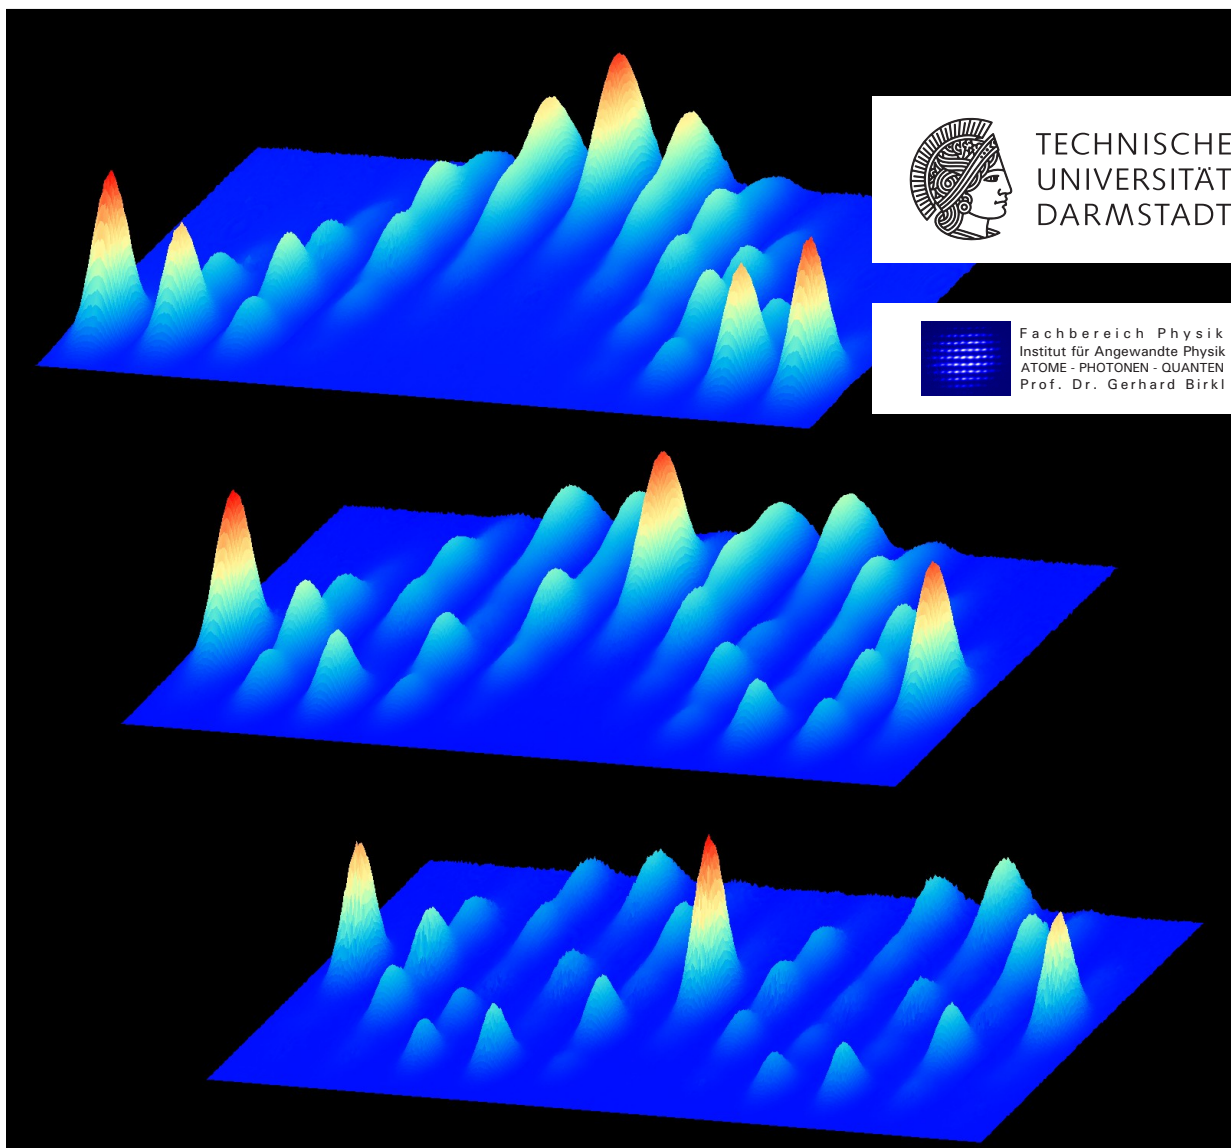 TECHNISCHE
UNIVERSITÄT
DARMSTADT
Fachbereich Physik
Institut für Angewandte Physik
ATOME - PHOTONEN - QUANTEN
Prof. Dr. Gerhard Birkl